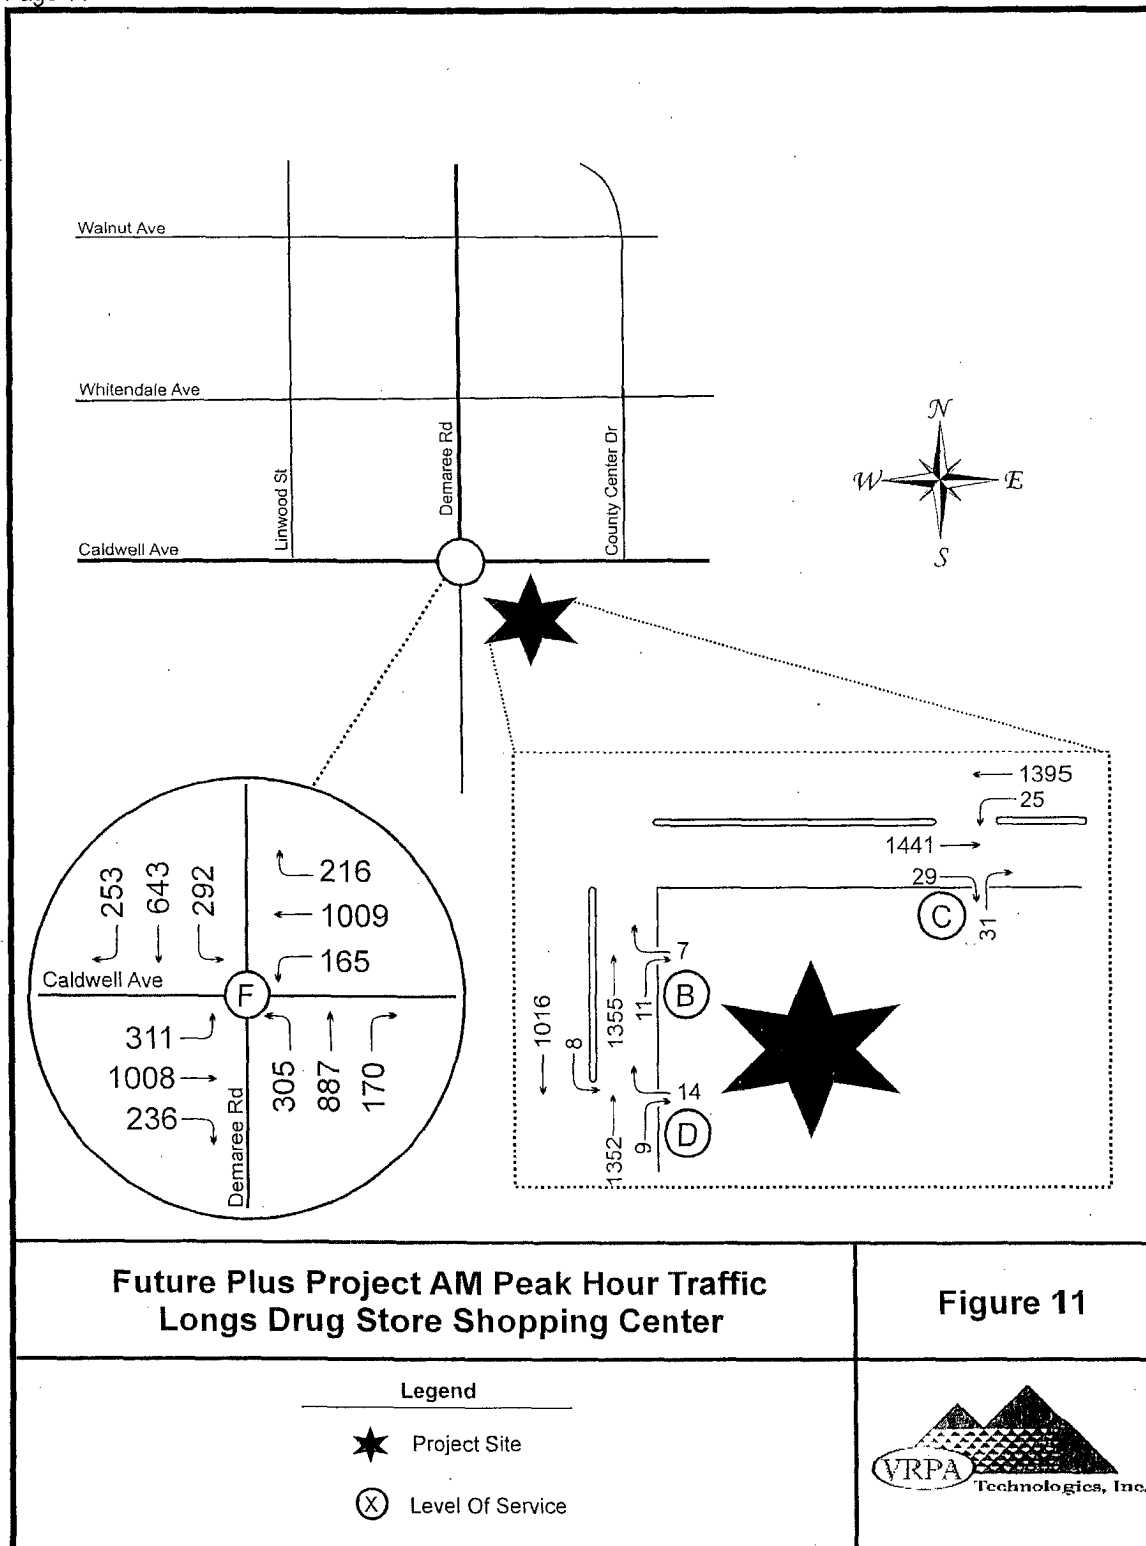 Walnut Ave
Whitendale Ave
Caldwell Ave
Linwood St
Demaree Rd
County Center Dr
N
W
E
S
253
643
292
216
1009
165
Caldwell Ave
F
311
1008
236
305
887
170
Demaree Rd
1395
25
1441
29
C
31
7
B
11
1355
1016
8
14
D
9
1352
Future Plus Project AM Peak Hour Traffic
Longs Drug Store Shopping Center
Figure 11
Legend
Project Site
X Level Of Service
VRPA
Technologies, Inc.